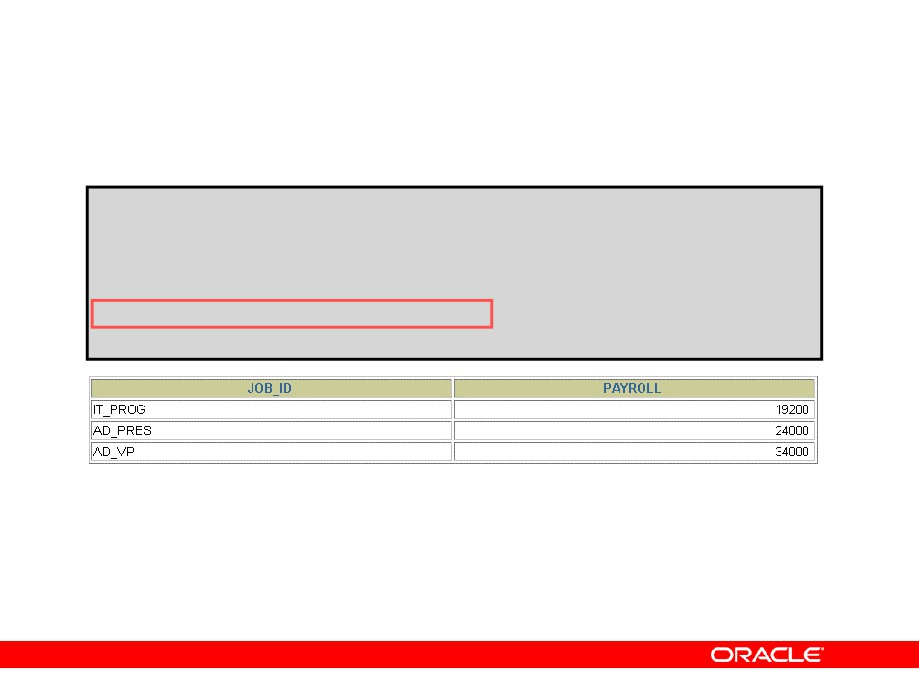 JOB_ID PAYROLL
IT_PROG 19200
AD_PRES 24000
AD_VP 34000
ORACLE